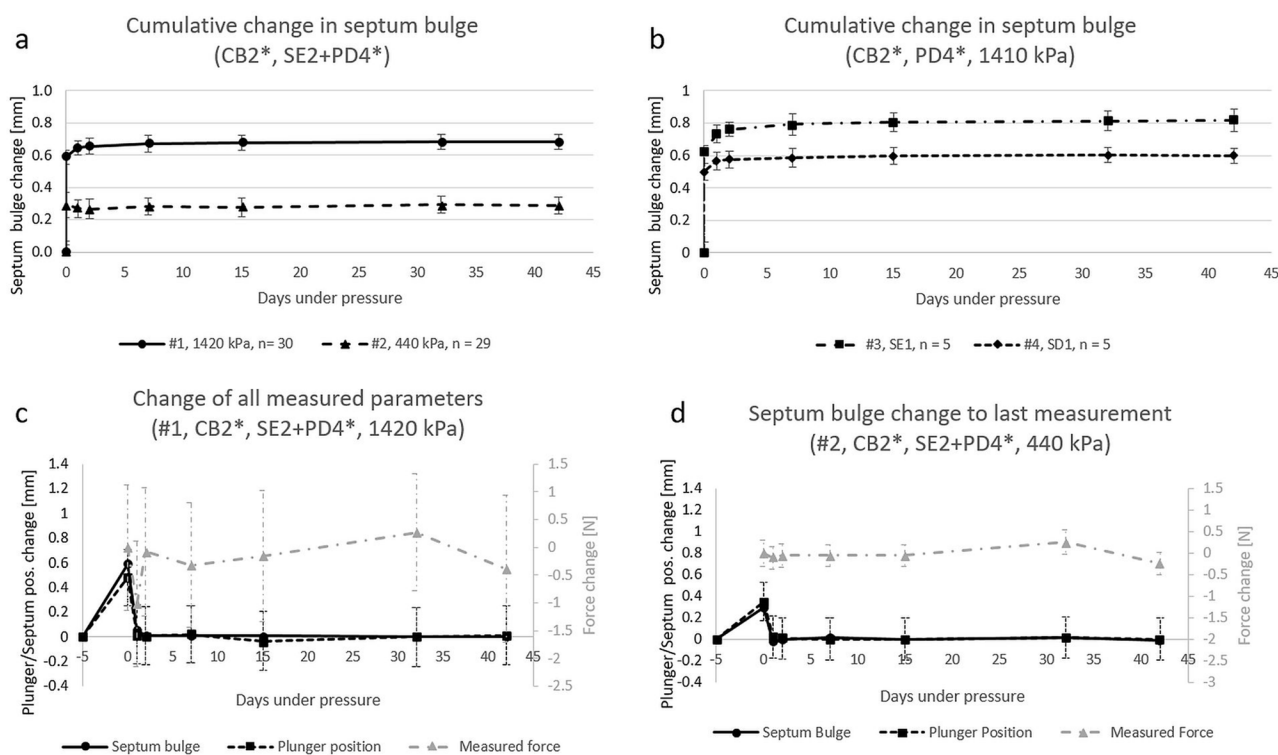 a
Cumulative change in septum bulge
(CB2*, SE2+PD4*)
Septum bulge change [mm]
1.0
0.8
0.6
0.4
0.2
0.0
0 5 10 15 20 25 30 35 40 45
Days under pressure
#1, 1420 kPa, n= 30 #2, 440 kPa, n = 29
b
Cumulative change in septum bulge
(CB2*, PD4*, 1410 kPa)
Septum bulge change [mm]
1
0.8
0.6
0.4
0.2
0
0 5 10 15 20 25 30 35 40 45
Days under pressure
#3, SE1, n = 5 #4, SD1, n = 5
c
Change of all measured parameters
(#1, CB2*, SE2+PD4*, 1420 kPa)
Plunger/Septum pos. change [mm]
1.4
1.2
1
0.8
0.6
0.4
0.2
0
-0.2
-0.4
-5 0 5 10 15 20 25 30 35 40 45
1.5
1
0.5
0
-0.5
-1
-1.5
-2
-2.5
Force change [N]
Days under pressure
Septum bulge Plunger position Measured force
d
Septum bulge change to last measurement
(#2, CB2*, SE2+PD4*, 440 kPa)
Plunger/Septum pos. change [mm]
1.4
1.2
1
0.8
0.6
0.4
0.2
0
-0.2
-0.4
-5 0 5 10 15 20 25 30 35 40 45
1.5
1
0.5
0
-0.5
-1
-1.5
-2
-2.5
-3
Force change [N]
Days under pressure
Septum Bulge Plunger position Measured force